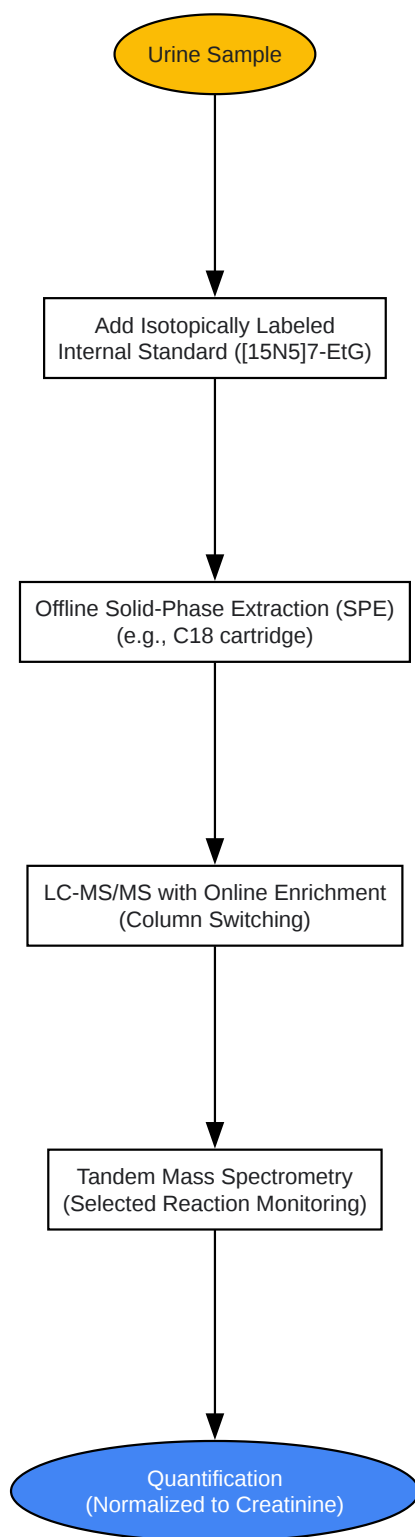 Urine Sample
Add Isotopically Labeled
Internal Standard ([15N5]7-EtG)
Offline Solid-Phase Extraction (SPE)
(e.g., C18 cartridge)
LC-MS/MS with Online Enrichment
(Column Switching)
Tandem Mass Spectrometry
(Selected Reaction Monitoring)
Quantification
(Normalized to Creatinine)